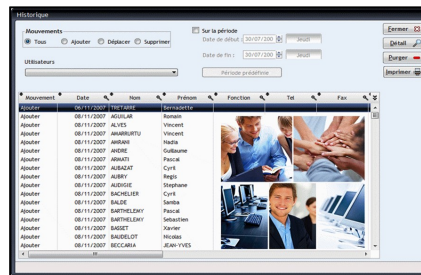 Historique
Mouvements
Tous Ajouter Déplacer Supprimer
Utilisateurs
Sur la période
Date de début : 30/07/200 Jeudi
Date de fin : 30/07/200 Jeudi
Période prédéfinie
Fermer
Détail
Purger
Imprimer
Mouvement Date Nom Prénom Fonction Tel Fax
Ajouter 06/11/2007 TRETARRE Bernadette
Ajouter 08/11/2007 AGUILAR Romain
Ajouter 08/11/2007 ALVES Vincent
Ajouter 08/11/2007 AMARRURTU Vincent
Ajouter 08/11/2007 AMRANI Nadia
Ajouter 08/11/2007 ANDRE Guillaume
Ajouter 08/11/2007 ARMATI Pascal
Ajouter 08/11/2007 AUBAZAT Cyril
Ajouter 08/11/2007 AUBRY Regis
Ajouter 08/11/2007 AUDIGIE Stephane
Ajouter 08/11/2007 BACHELIER Cyril
Ajouter 08/11/2007 BALDE Samba
Ajouter 08/11/2007 BARTHELEMY Pascal
Ajouter 08/11/2007 BARTHELEMY Sebastien
Ajouter 08/11/2007 BASSET Xavier
Ajouter 08/11/2007 BAUDELOT Nicolas
Ajouter 08/11/2007 BECCARIA JEAN-YVES